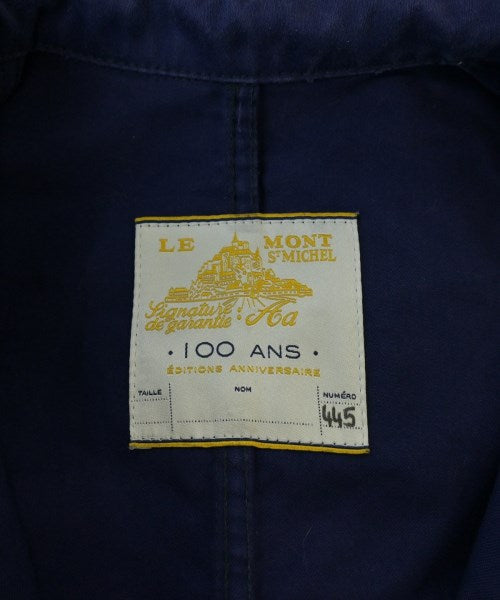 LE MONT
ST MICHEL
Signature : Aa
de garantie
· 100 ANS ·
ÉDITIONS ANNIVERSAIRE
TAILLE NOM NUMÉRO
445